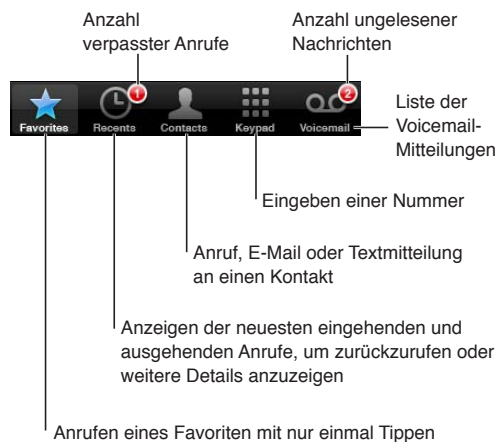 Anzahl
verpasster Anrufe
Anzahl ungelesener
Nachrichten
1
2
Favorites
Recents
Contacts
Keypad
Voicemail
Liste der
Voicemail-
Mitteilungen
Eingeben einer Nummer
Anruf, E-Mail oder Textmitteilung
an einen Kontakt
Anzeigen der neuesten eingehenden und
ausgehenden Anrufe, um zurückzurufen oder
weitere Details anzuzeigen
Anrufen eines Favoriten mit nur einmal Tippen